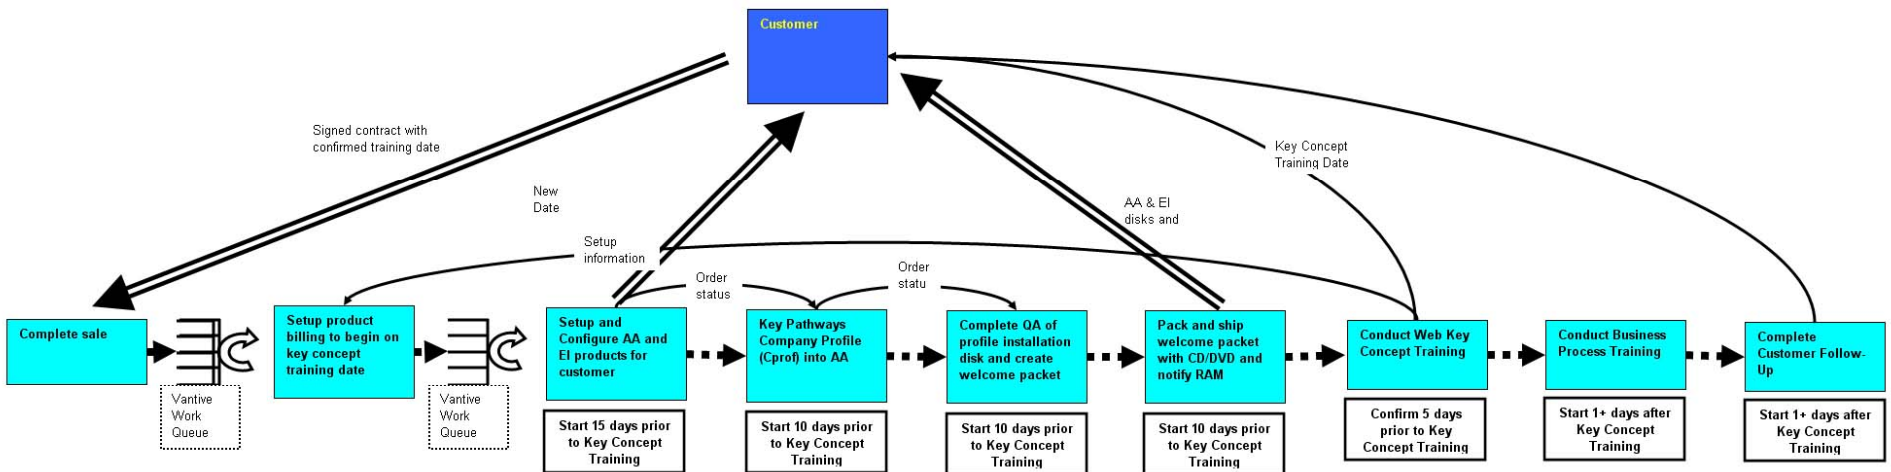 Customer
Signed contract with
confirmed training date
Key Concept
Training Date
New
Date
AA & EI
disks and
Setup
information
Order
status
Order
statu
Complete sale
Setup product
billing to begin on
key concept
training date
Setup and
Configure AA and
EI products for
customer
Key Pathways
Company Profile
(Cprof) into AA
Complete QA of
profile installation
disk and create
welcome packet
Pack and ship
welcome packet
with CD/DVD and
notify RAM
Conduct Web Key
Concept Training
Conduct Business
Process Training
Complete
Customer Follow-
Up
Vantive
Work
Queue
Vantive
Work
Queue
Start 15 days prior
to Key Concept
Training
Start 10 days prior
to Key Concept
Training
Start 10 days prior
to Key Concept
Training
Start 10 days prior
to Key Concept
Training
Confirm 5 days
prior to Key
Concept Training
Start 1+ days after
Key Concept
Training
Start 1+ days after
Key Concept
Training